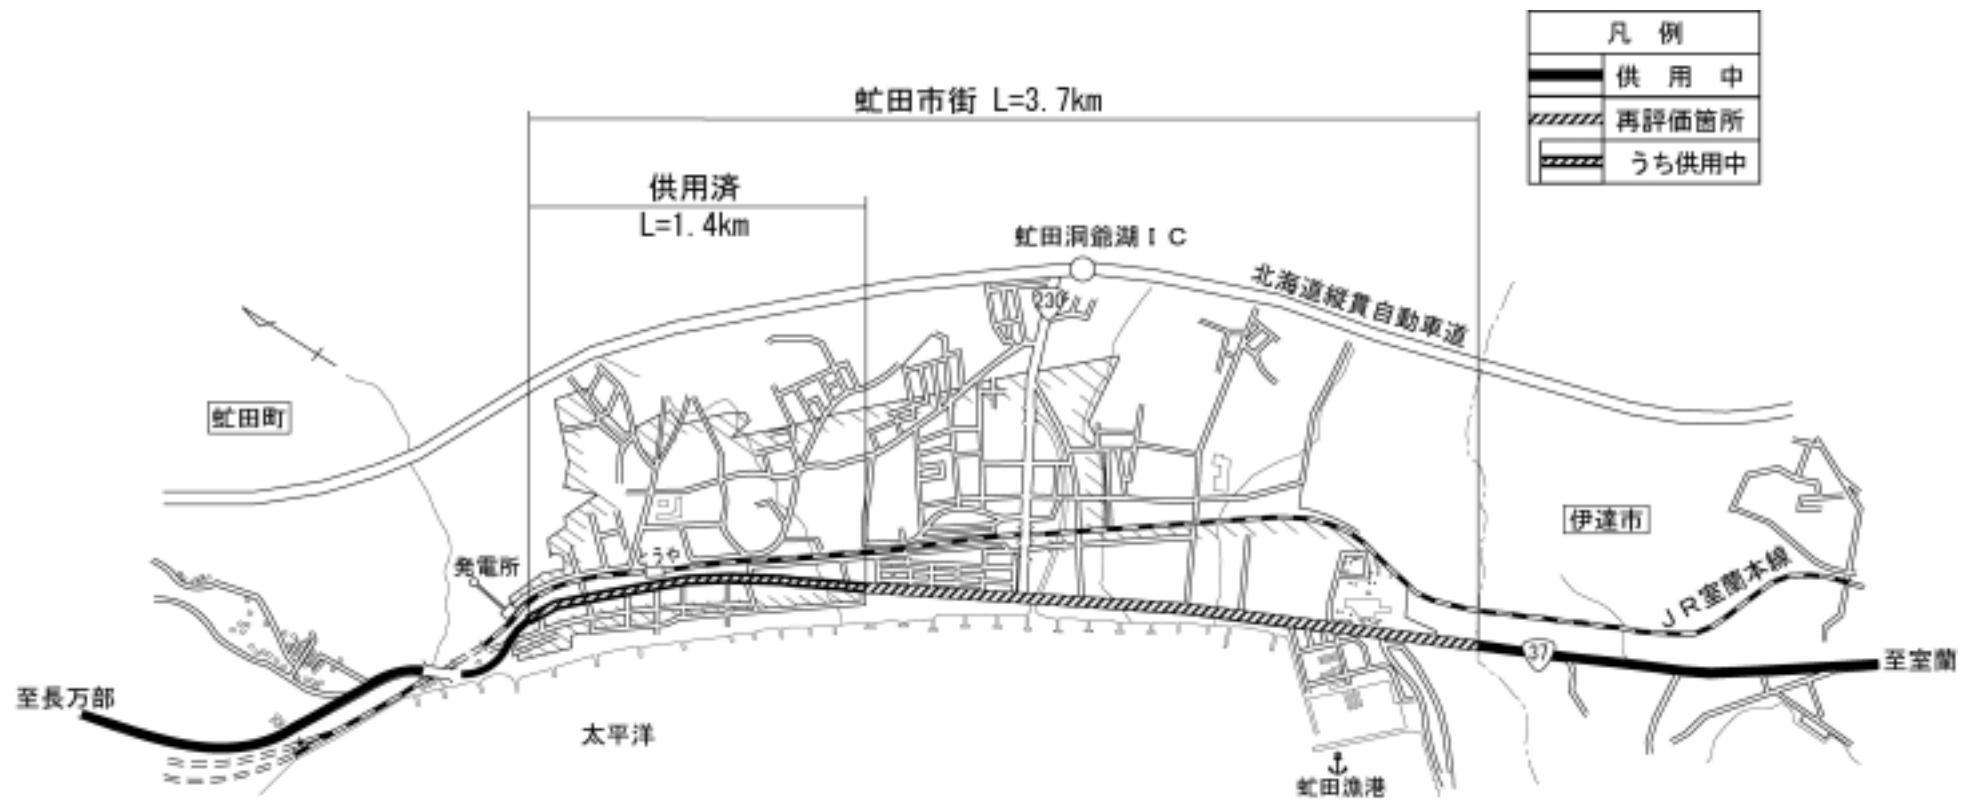 凡 例
供 用 中
再評価箇所
うち供用中
虻田市街 L=3.7km
供用済
L=1.4km
虻田洞爺湖IC
北海道縦貫自動車道
230
虻田町
伊達市
発電所
とうや
JR室蘭本線
37
至室蘭
至長万部
太平洋
虻田漁港